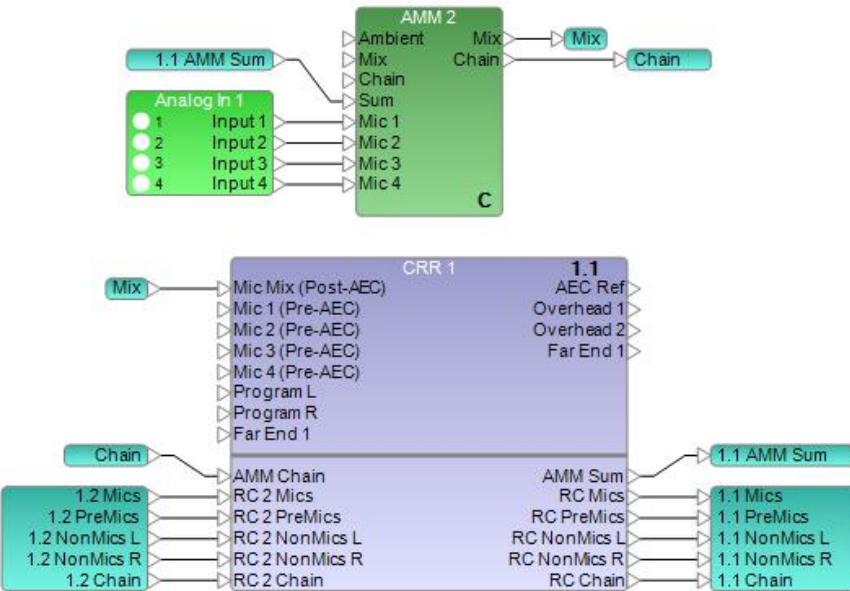 AMM 2
Ambient Mix Mix
1.1 AMM Sum Mix Chain Chain
Chain
Analog In 1 Sum
1 Input 1 Mic 1
2 Input 2 Mic 2
3 Input 3 Mic 3
4 Input 4 Mic 4
C
CRR 1 1.1
Mix Mic Mix (Post-AEC) AEC Ref
Mic 1 (Pre-AEC) Overhead 1
Mic 2 (Pre-AEC) Overhead 2
Mic 3 (Pre-AEC) Far End 1
Mic 4 (Pre-AEC)
Program L
Program R
Far End 1
Chain 1.1 AMM Sum
AMM Chain AMM Sum
1.2 Mics RC 2 Mics RC Mics 1.1 Mics
1.2 PreMics RC 2 PreMics RC PreMics 1.1 PreMics
1.2 NonMics L RC 2 NonMics L RC NonMics L 1.1 NonMics L
1.2 NonMics R RC 2 NonMics R RC NonMics R 1.1 NonMics R
1.2 Chain RC 2 Chain RC Chain 1.1 Chain